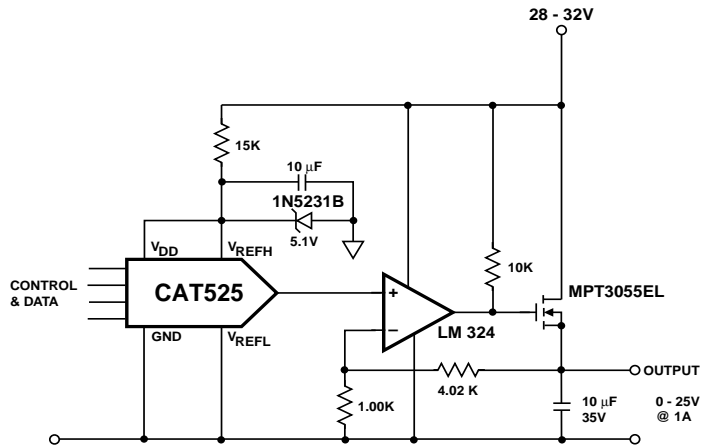 28 - 32V
15K
10 µF
1N5231B
5.1V
VDD
VREFH
CONTROL
& DATA
CAT525
GND
VREFL
+
−
LM 324
10K
MPT3055EL
4.02 K
1.00K
OUTPUT
10 µF
35V
0 - 25V
@ 1A